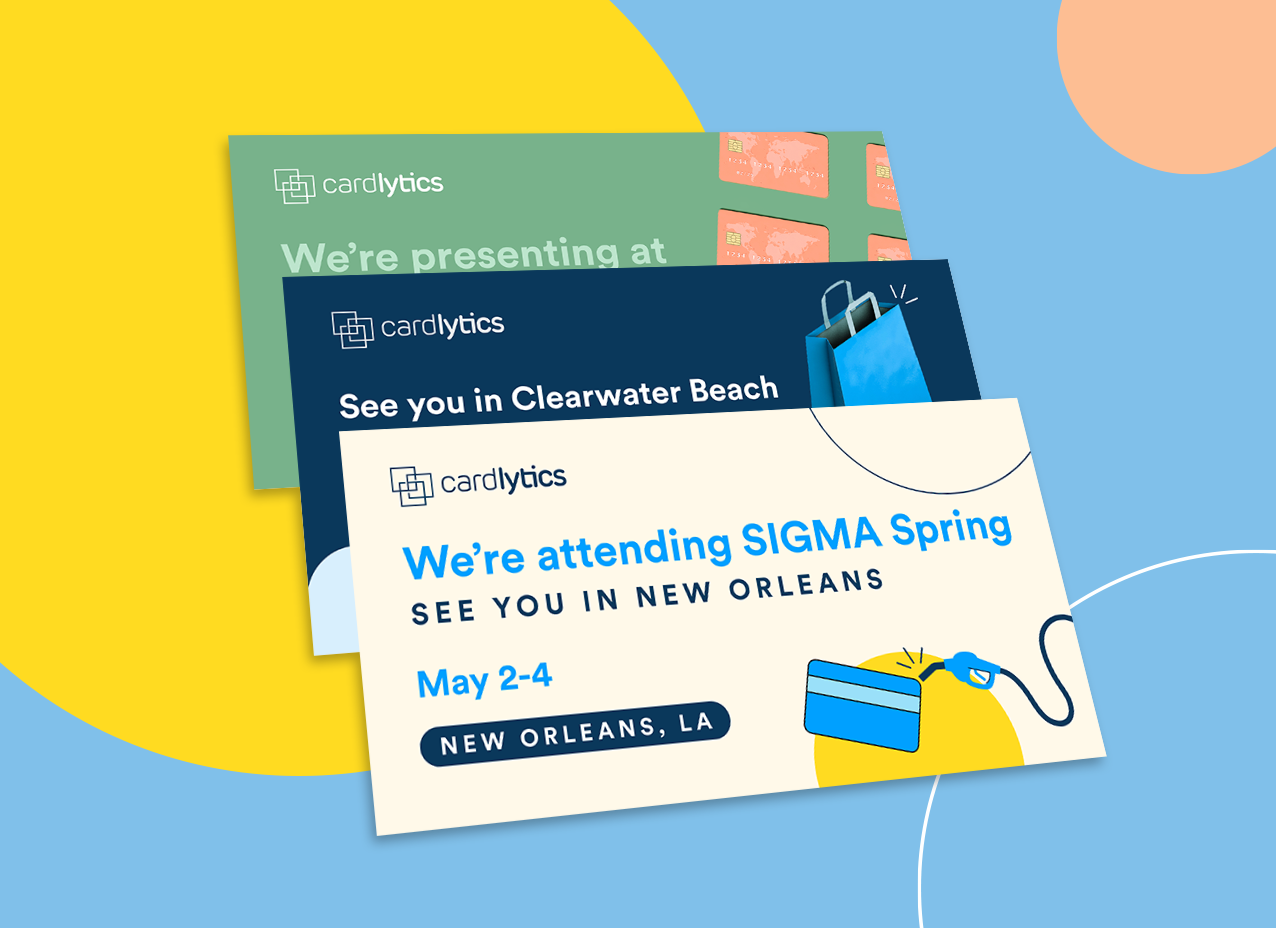 cardlytics
We're presenting at
cardlytics
See you in Clearwater Beach
cardlytics
We're attending SIGMA Spring
SEE YOU IN NEW ORLEANS
May 2-4
NEW ORLEANS, LA